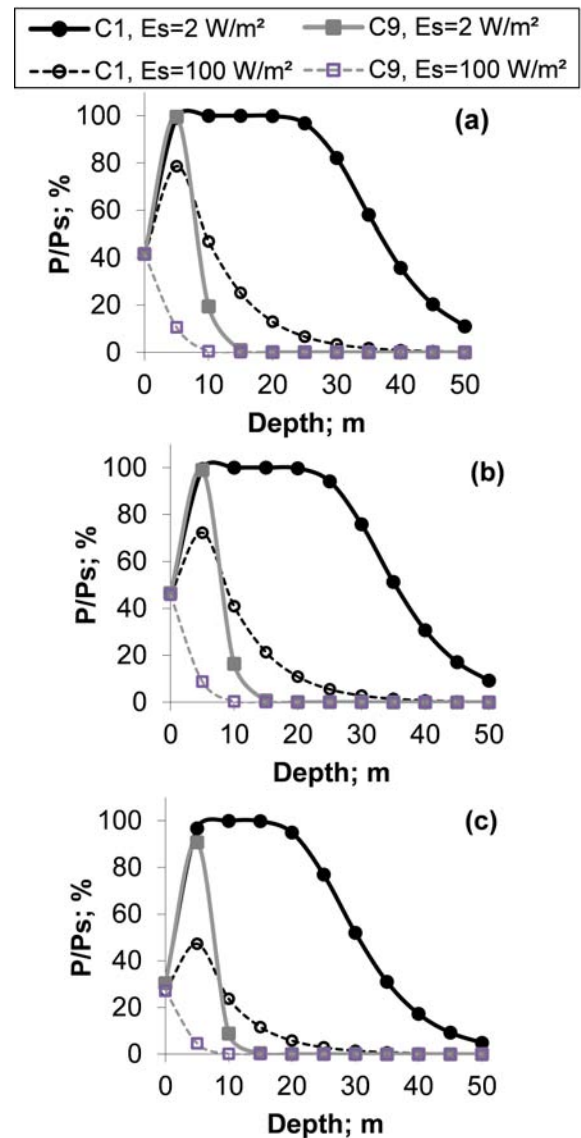 C1, Es=2 W/m² C9, Es=2 W/m²
C1, Es=100 W/m² C9, Es=100 W/m²
(a)
100
80
60
40
20
0
P/Ps; %
0 10 20 30 40 50
Depth; m
(b)
100
80
60
40
20
0
P/Ps; %
0 10 20 30 40 50
Depth; m
(c)
100
80
60
40
20
0
P/Ps; %
0 10 20 30 40 50
Depth; m